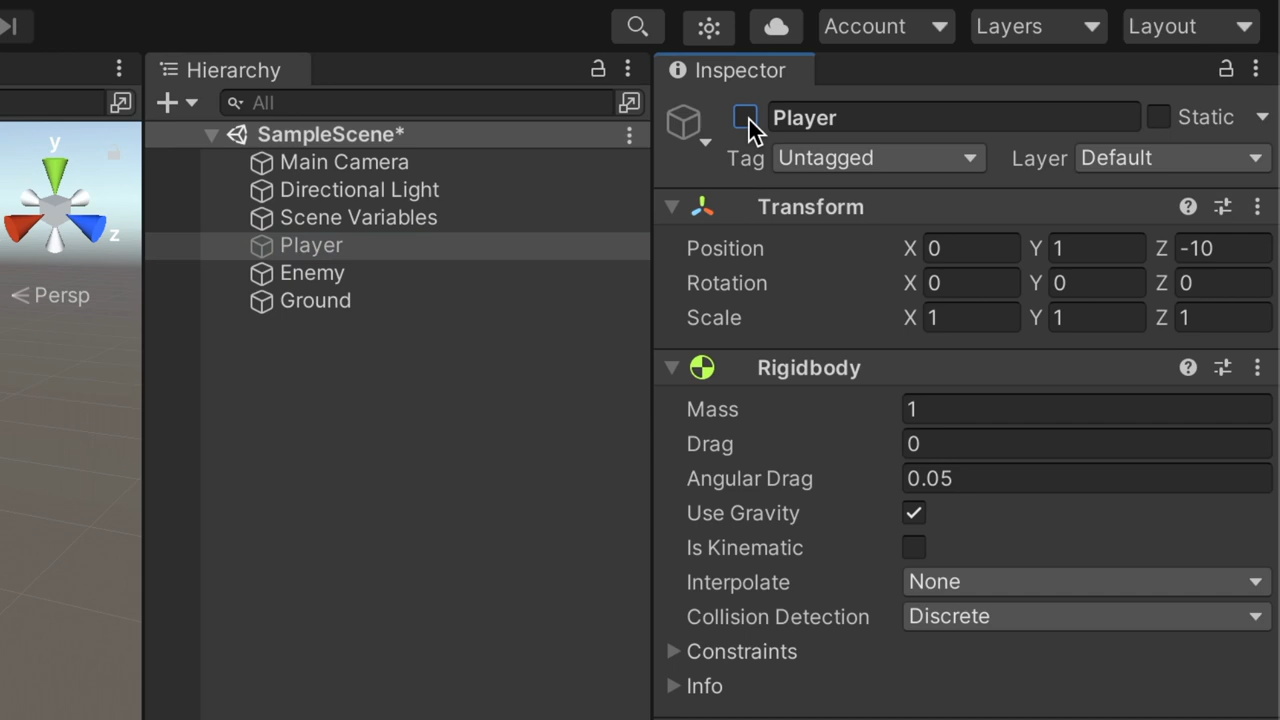 Account
Layers
Layout
Hierarchy
All
SampleScene*
Main Camera
Directional Light
Scene Variables
Player
Enemy
Ground
y
z
Persp
Inspector
Player
Static
Tag Untagged Layer Default
Transform
Position X 0 Y 1 Z -10
Rotation X 0 Y 0 Z 0
Scale X 1 Y 1 Z 1
Rigidbody
Mass 1
Drag 0
Angular Drag 0.05
Use Gravity
Is Kinematic
Interpolate None
Collision Detection Discrete
Constraints
Info